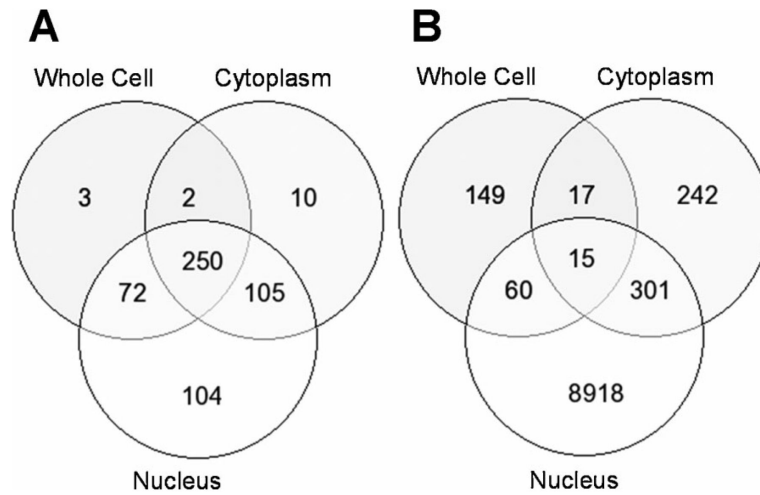 A
B
Whole Cell Cytoplasm
Whole Cell Cytoplasm
3 2 10
149 17 242
250
15
72 105
60 301
104
8918
Nucleus
Nucleus